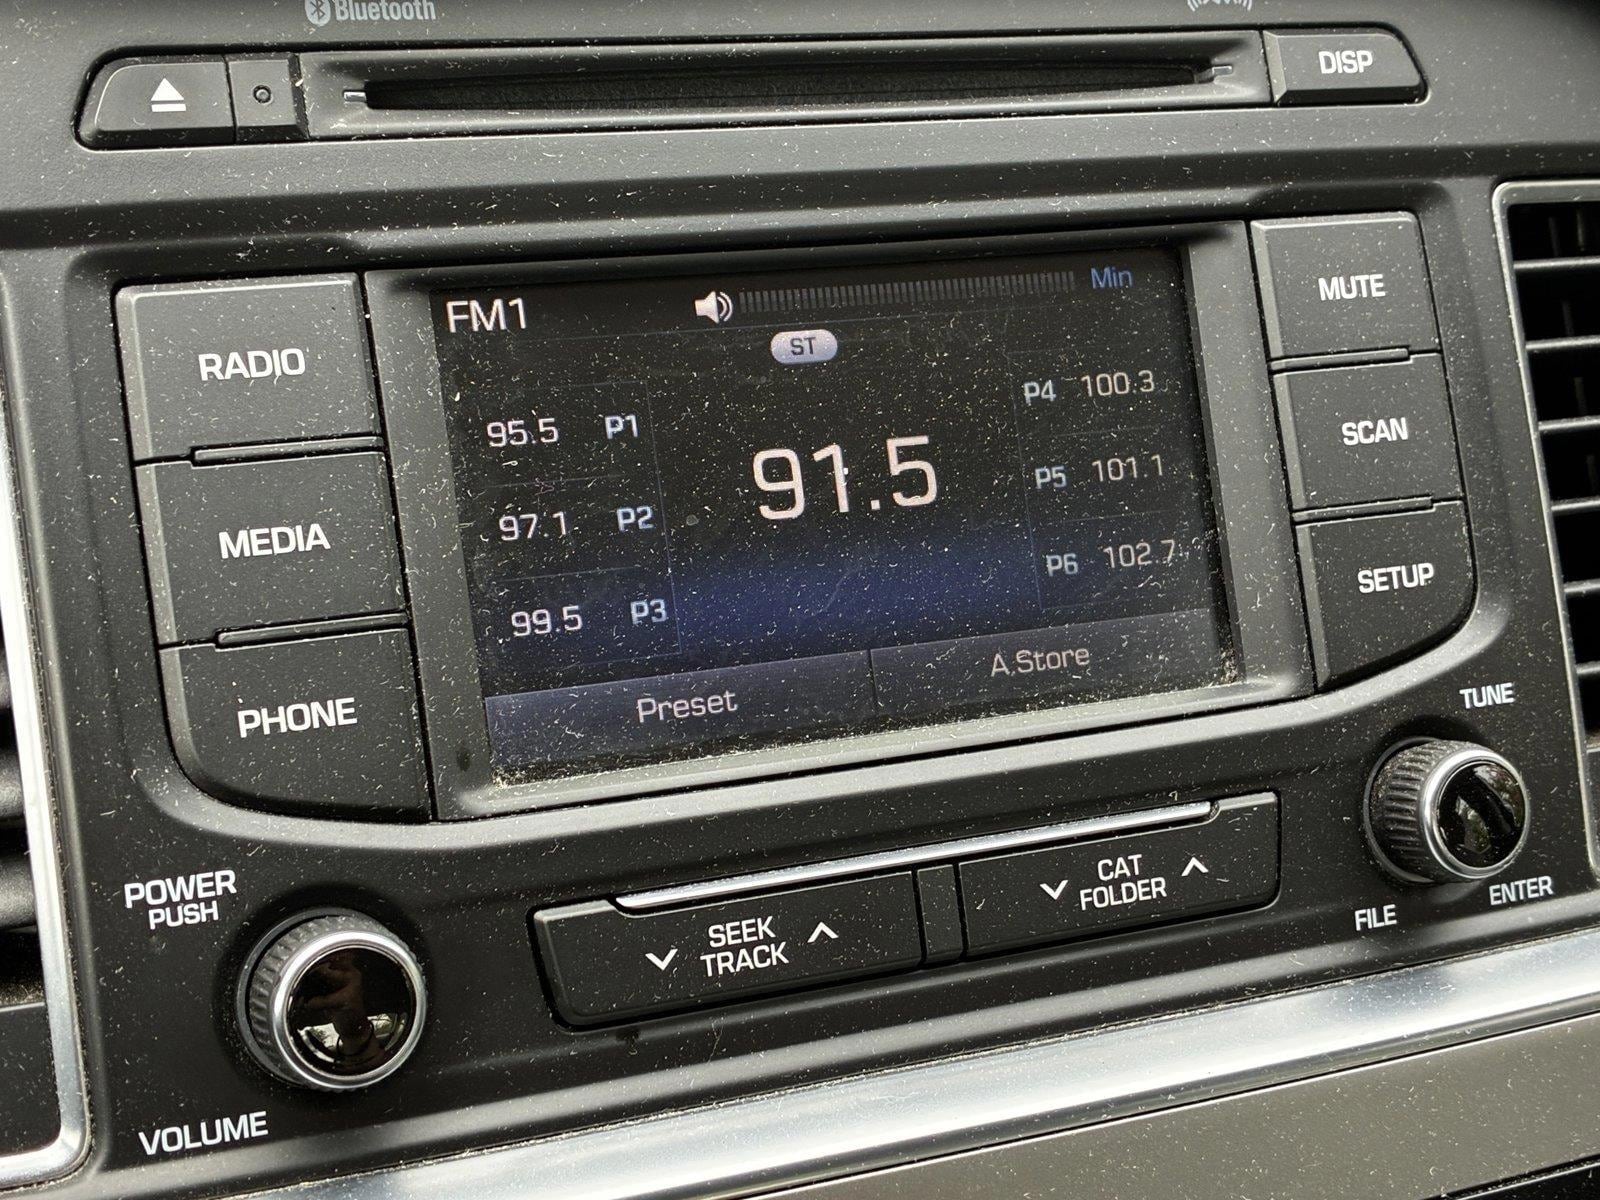 Bluetooth
DISP
RADIO
MEDIA
PHONE
FM1
Min
ST
95.5 P1
97.1 P2
99.5 P3
91.5
P4 100.3
P5 101.1
P6 102.7
Preset
A.Store
MUTE
SCAN
SETUP
POWER
PUSH
VOLUME
SEEK
TRACK
CAT
FOLDER
TUNE
FILE
ENTER